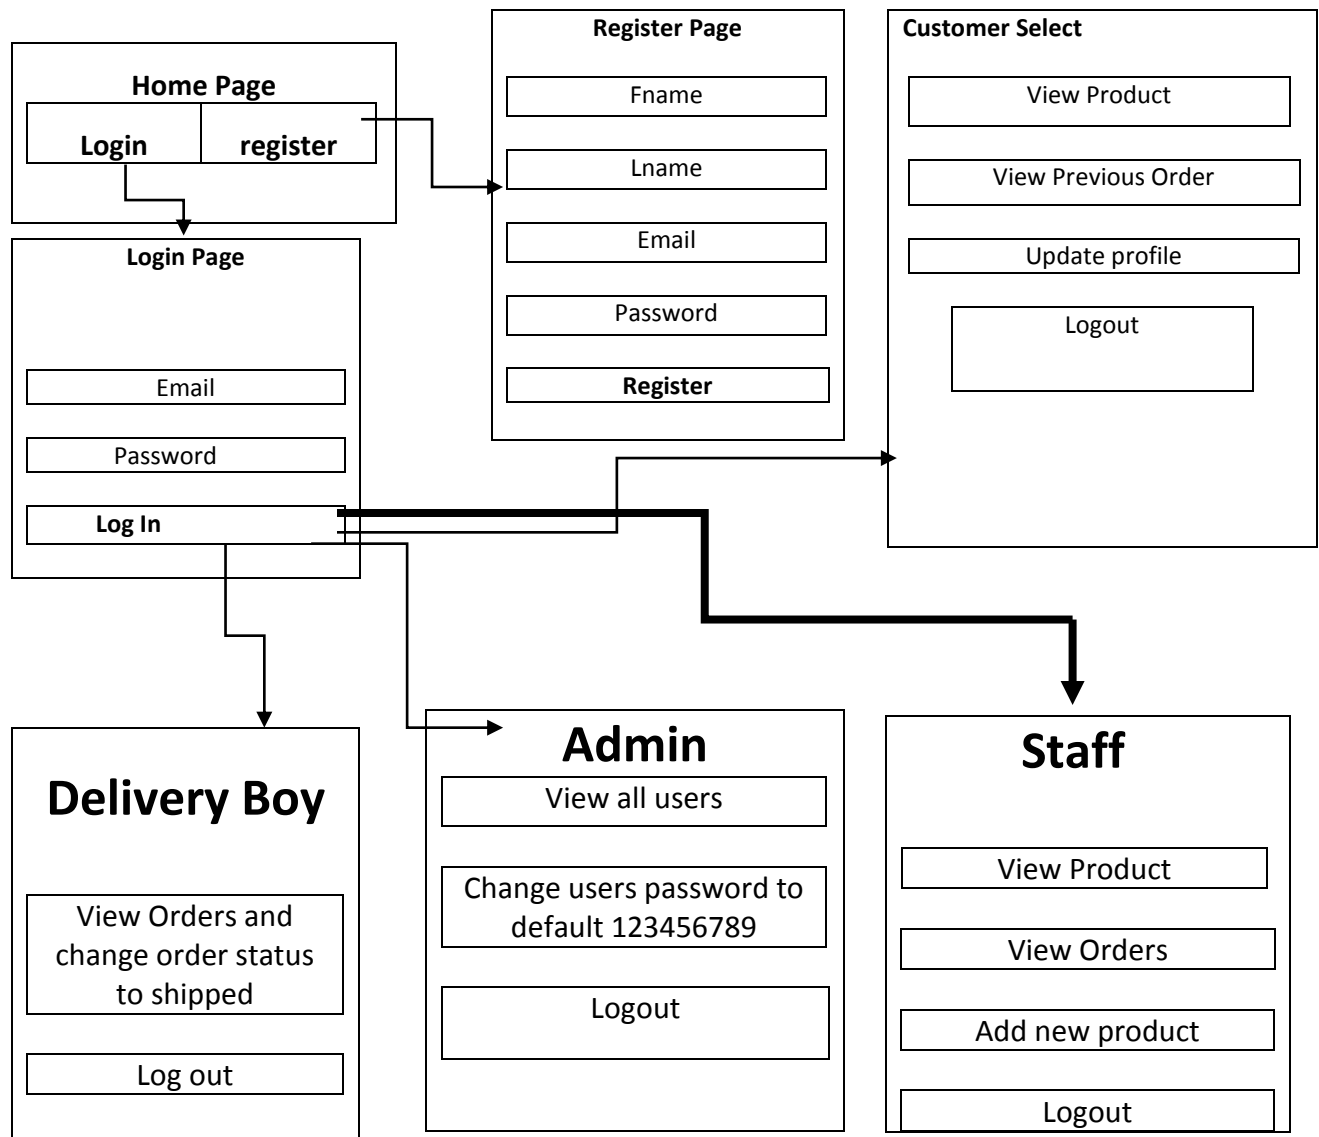 Home Page
Login
register
Login Page
Email
Password
Log In
Register Page
Fname
Lname
Email
Password
Register
Customer Select
View Product
View Previous Order
Update profile
Logout
Delivery Boy
View Orders and
change order status
to shipped
Log out
Admin
View all users
Change users password to
default 123456789
Logout
Staff
View Product
View Orders
Add new product
Logout